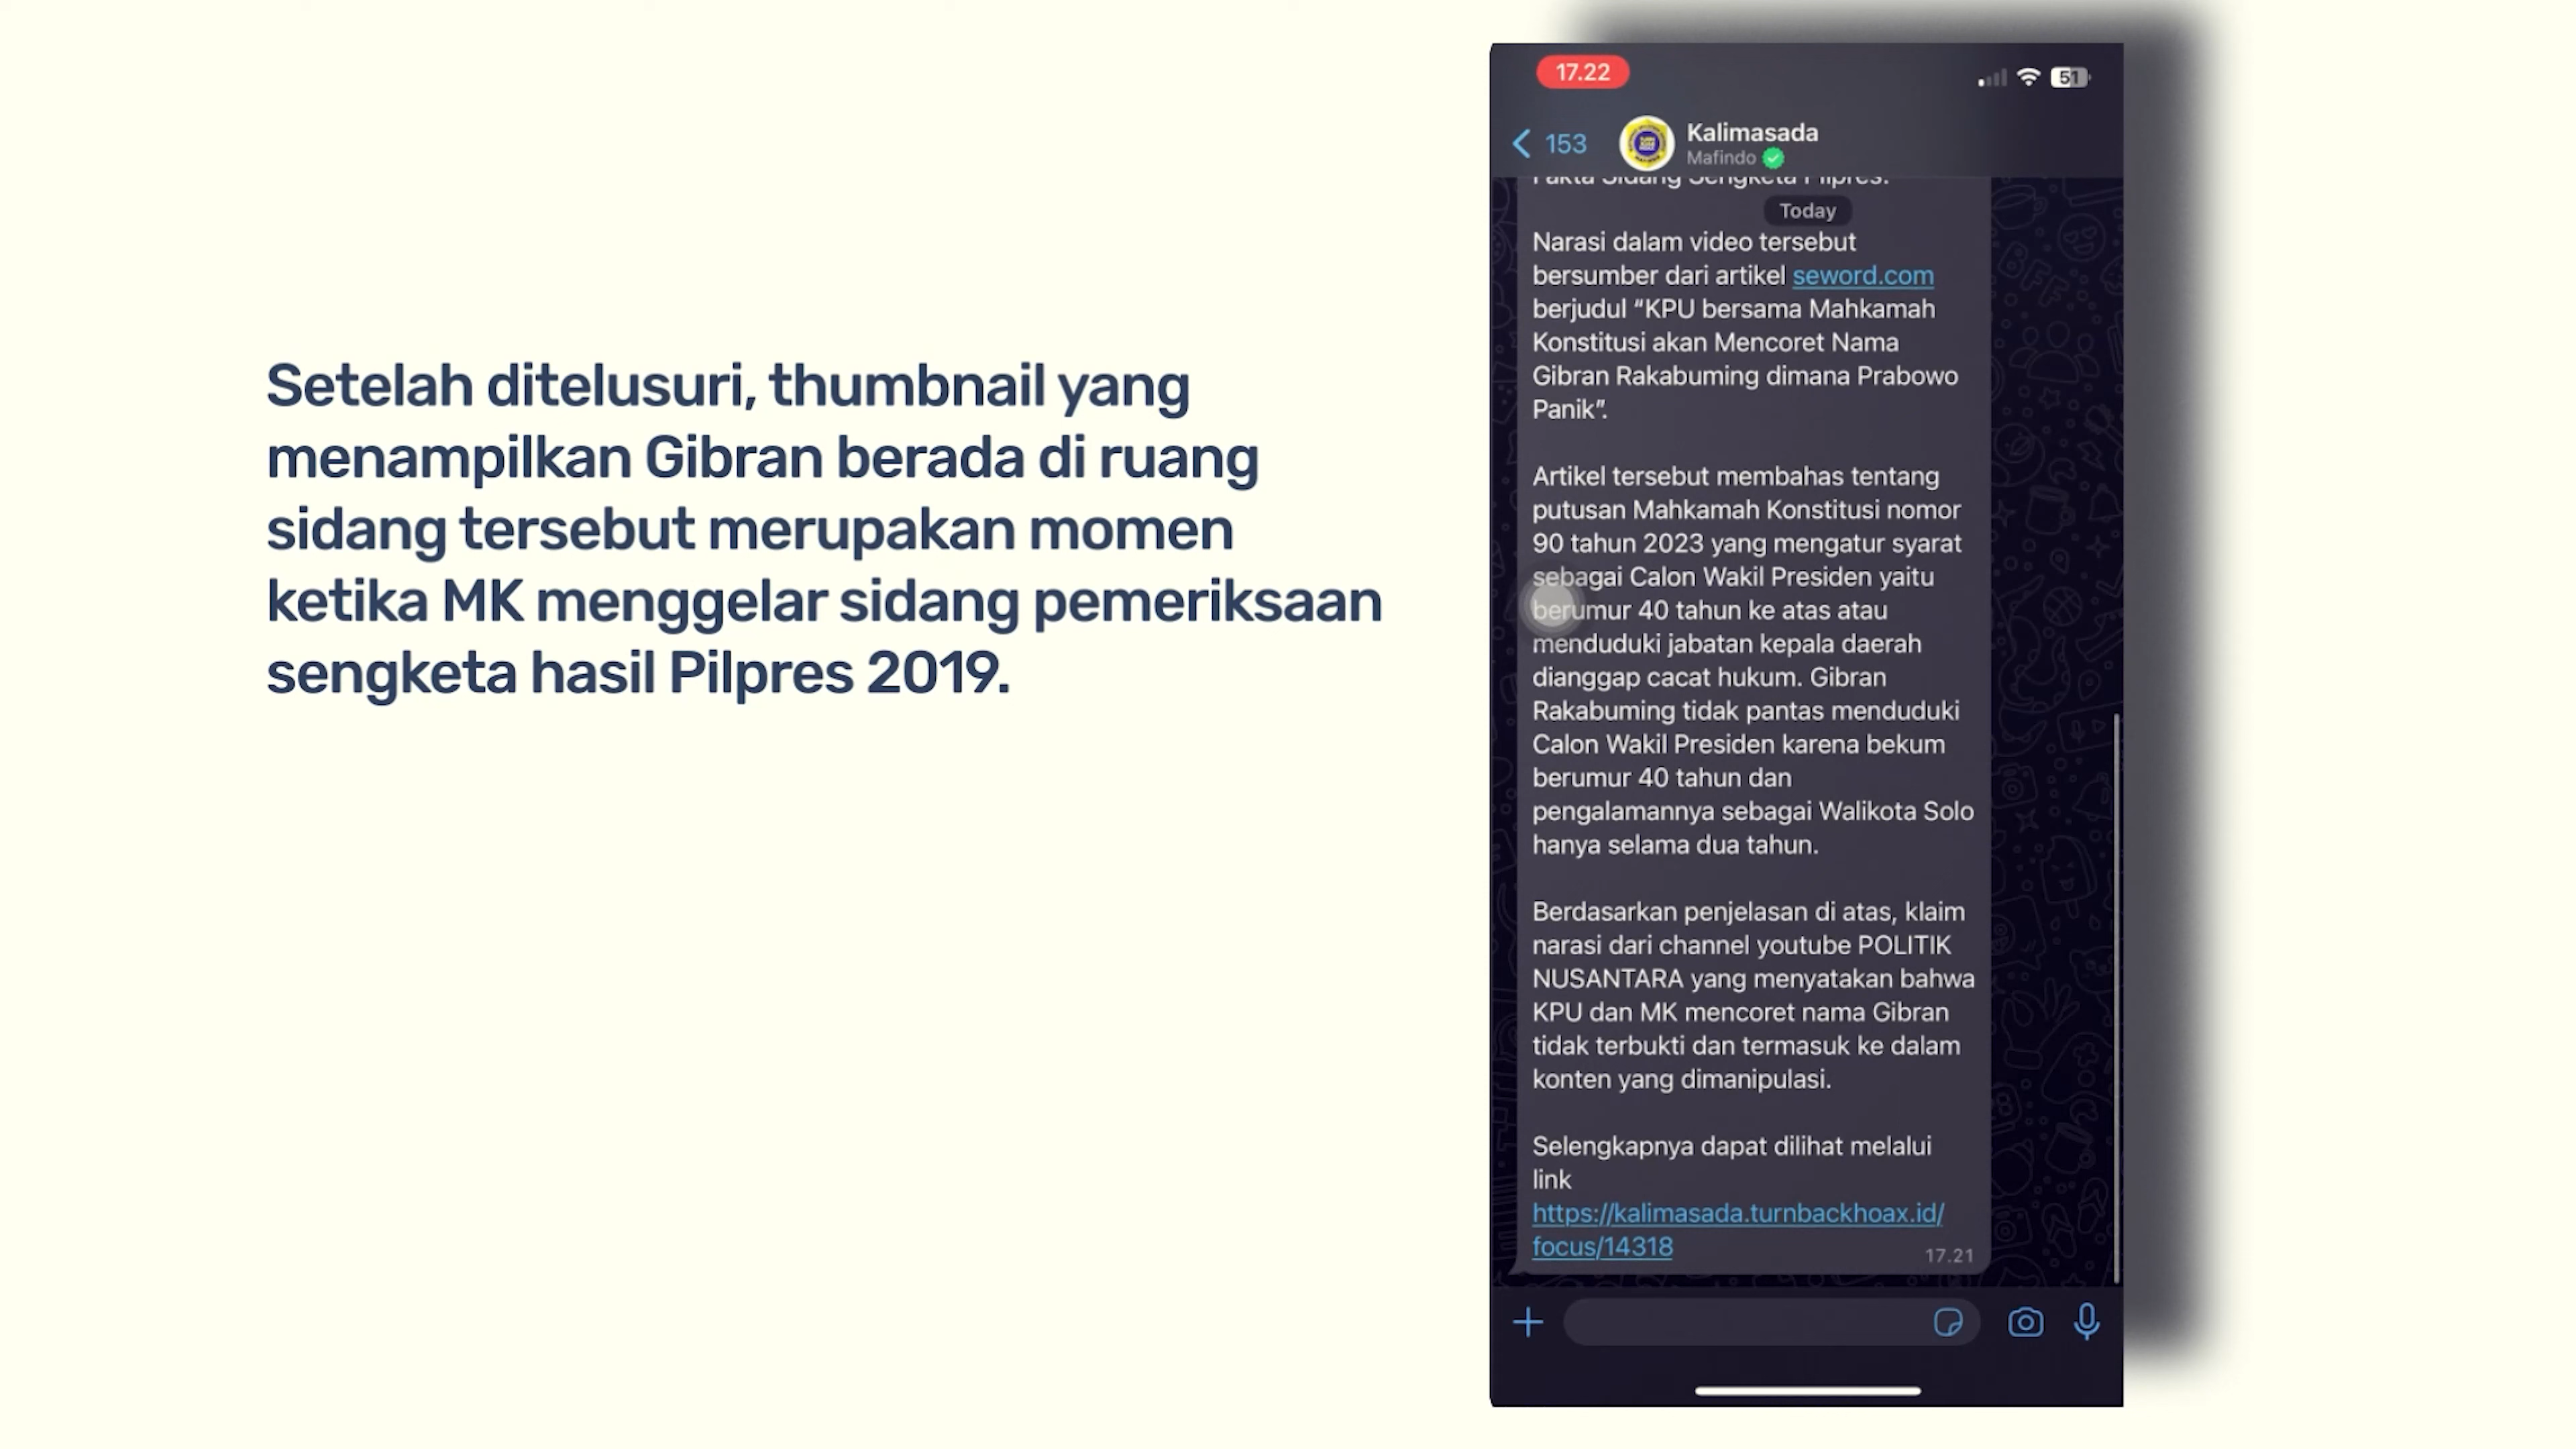 Setelah ditelusuri, thumbnail yang
menampilkan Gibran berada di ruang
sidang tersebut merupakan momen
ketika MK menggelar sidang pemeriksaan
sengketa hasil Pilpres 2019.
17.22
51
153
Kalimasada
Mafindo
Fakta Sidang Sengketa Pilpres.
Today
Narasi dalam video tersebut
bersumber dari artikel seword.com
berjudul “KPU bersama Mahkamah
Konstitusi akan Mencoret Nama
Gibran Rakabuming dimana Prabowo
Panik”.
Artikel tersebut membahas tentang
putusan Mahkamah Konstitusi nomor
90 tahun 2023 yang mengatur syarat
sebagai Calon Wakil Presiden yaitu
berumur 40 tahun ke atas atau
menduduki jabatan kepala daerah
dianggap cacat hukum. Gibran
Rakabuming tidak pantas menduduki
Calon Wakil Presiden karena bekum
berumur 40 tahun dan
pengalamannya sebagai Walikota Solo
hanya selama dua tahun.
Berdasarkan penjelasan di atas, klaim
narasi dari channel youtube POLITIK
NUSANTARA yang menyatakan bahwa
KPU dan MK mencoret nama Gibran
tidak terbukti dan termasuk ke dalam
konten yang dimanipulasi.
Selengkapnya dapat dilihat melalui
link
https://kalimasada.turnbackhoax.id/
focus/14318
17.21